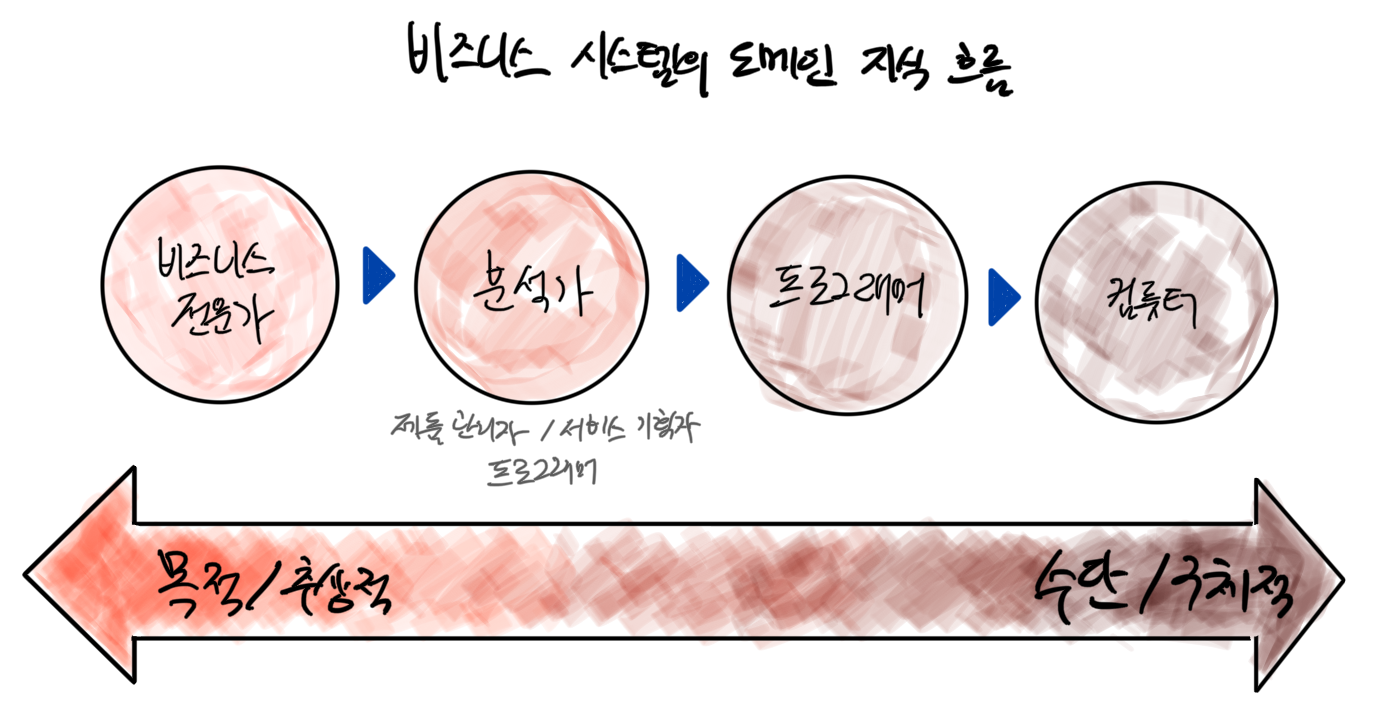 비즈니스 시스템의 도메인 지식 흐름
비즈니스
전문가
분석가
프로그래머
컴퓨터
제품 관리자 / 서비스 기획자
프로그래머
목적 / 추상적
수단 / 구체적